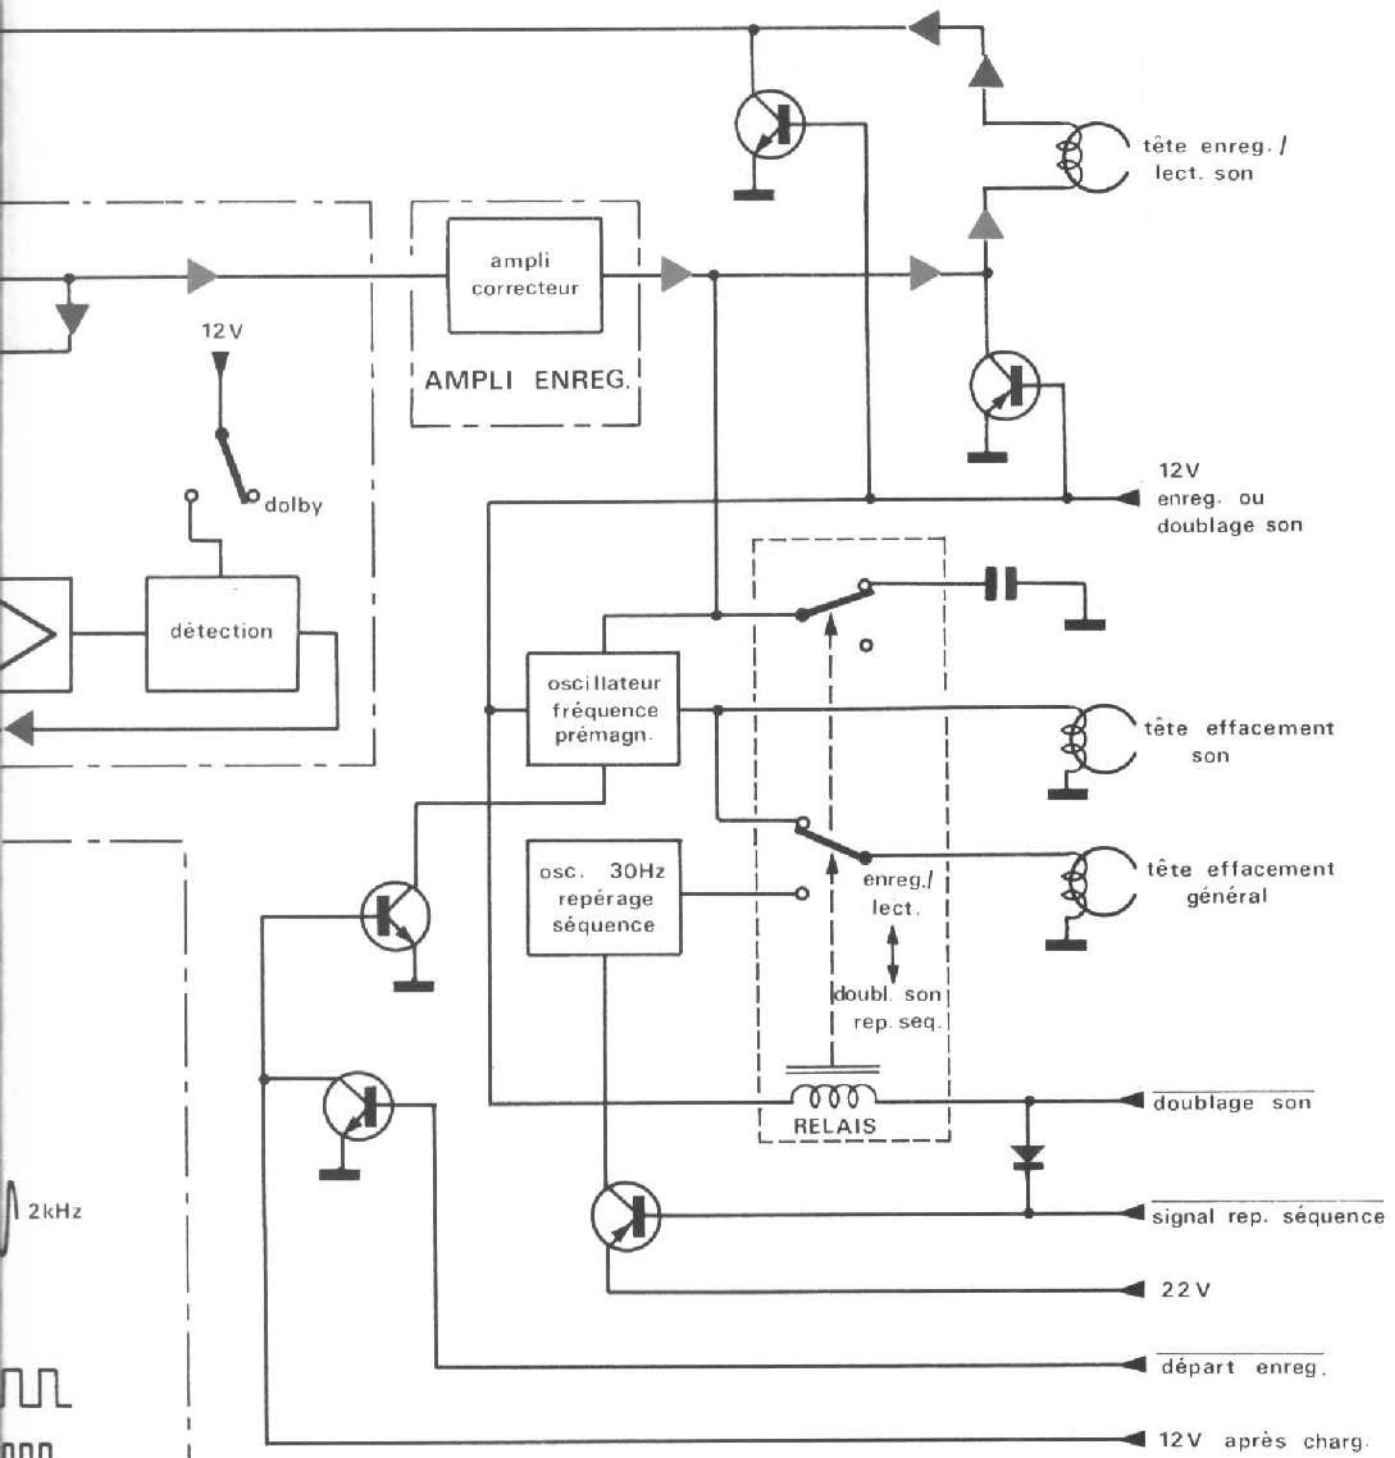 tête enreg. /
lect. son
ampli
correcteur
12V
AMPLI ENREG.
dolby
12V
enreg. ou
doublage son
détection
oscillateur
fréquence
prémagn.
tête effacement
son
osc. 30Hz
repérage
séquence
enreg./
lect.
tête effacement
général
doubl. son
rep. seq.
RELAIS
doublage son
2kHz
signal rep. séquence
22V
départ enreg.
12V après charg.